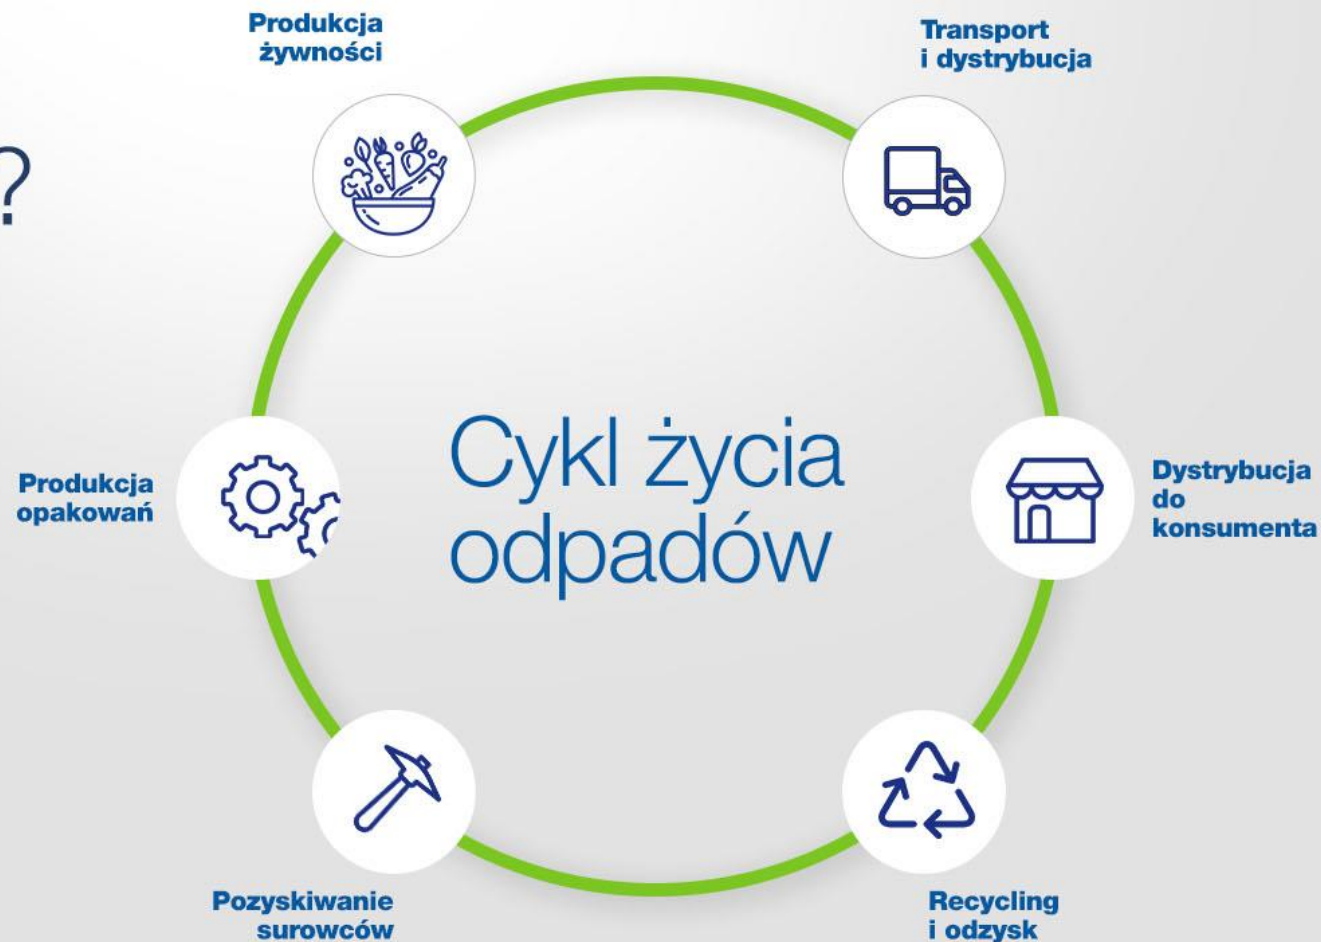 Produkcja
żywności
Transport
i dystrybucja
?
Cykl życia
odpadów
Produkcja
opakowań
Dystrybucja
do
konsumenta
Pozyskiwanie
surowców
Recycling
i odzysk